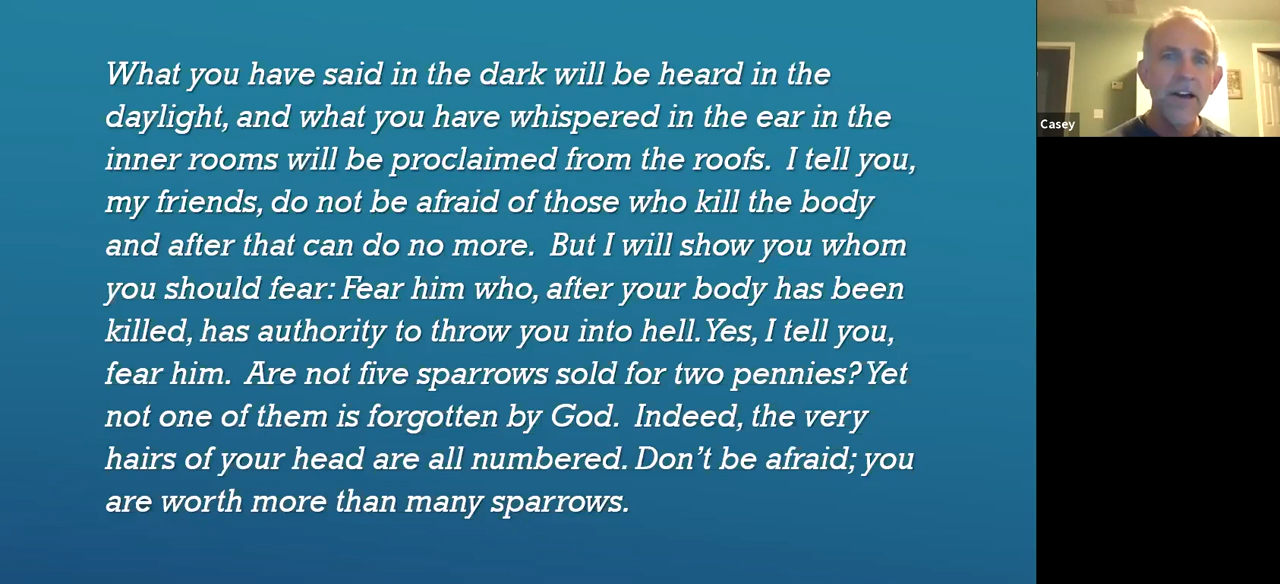 What you have said in the dark will be heard in the
daylight, and what you have whispered in the ear in the
inner rooms will be proclaimed from the roofs. I tell you,
my friends, do not be afraid of those who kill the body
and after that can do no more. But I will show you whom
you should fear: Fear him who, after your body has been
killed, has authority to throw you into hell. Yes, I tell you,
fear him. Are not five sparrows sold for two pennies? Yet
not one of them is forgotten by God. Indeed, the very
hairs of your head are all numbered. Don’t be afraid; you
are worth more than many sparrows.
Casey